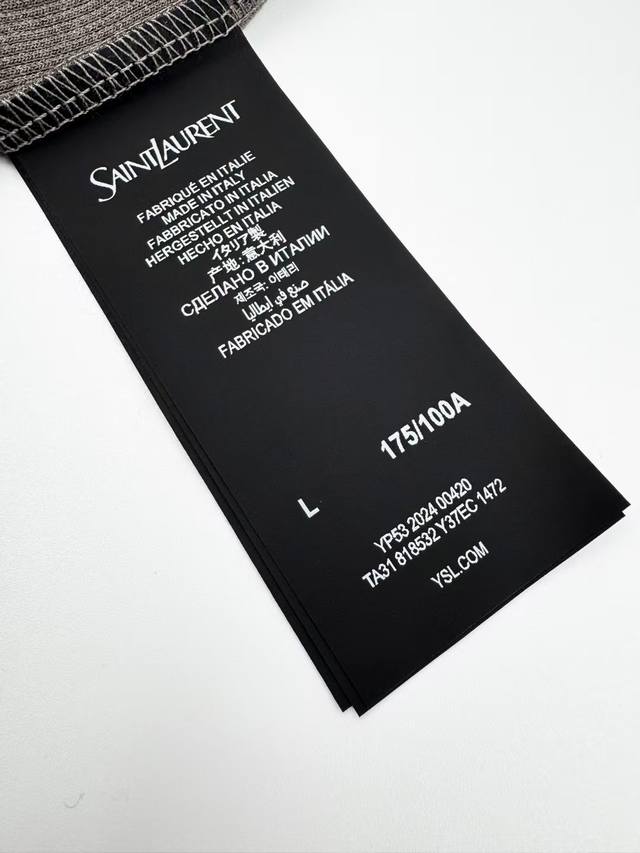 SAINT LAURENT
FABRIQUÉ EN ITALIE
MADE IN ITALY
FABBRICATO IN ITALIA
HERGESTELLT IN ITALIEN
HECHO EN ITALIA
イタリア製
产地:意大利
СДЕЛАНО В ИТАЛИИ
제조국: 이태리
صنع في ايطاليا
FABRICADO EM ITÁLIA
175/100A
L
YP53 2024 00420
TA31 818532 Y37EC 1472
YSL.COM